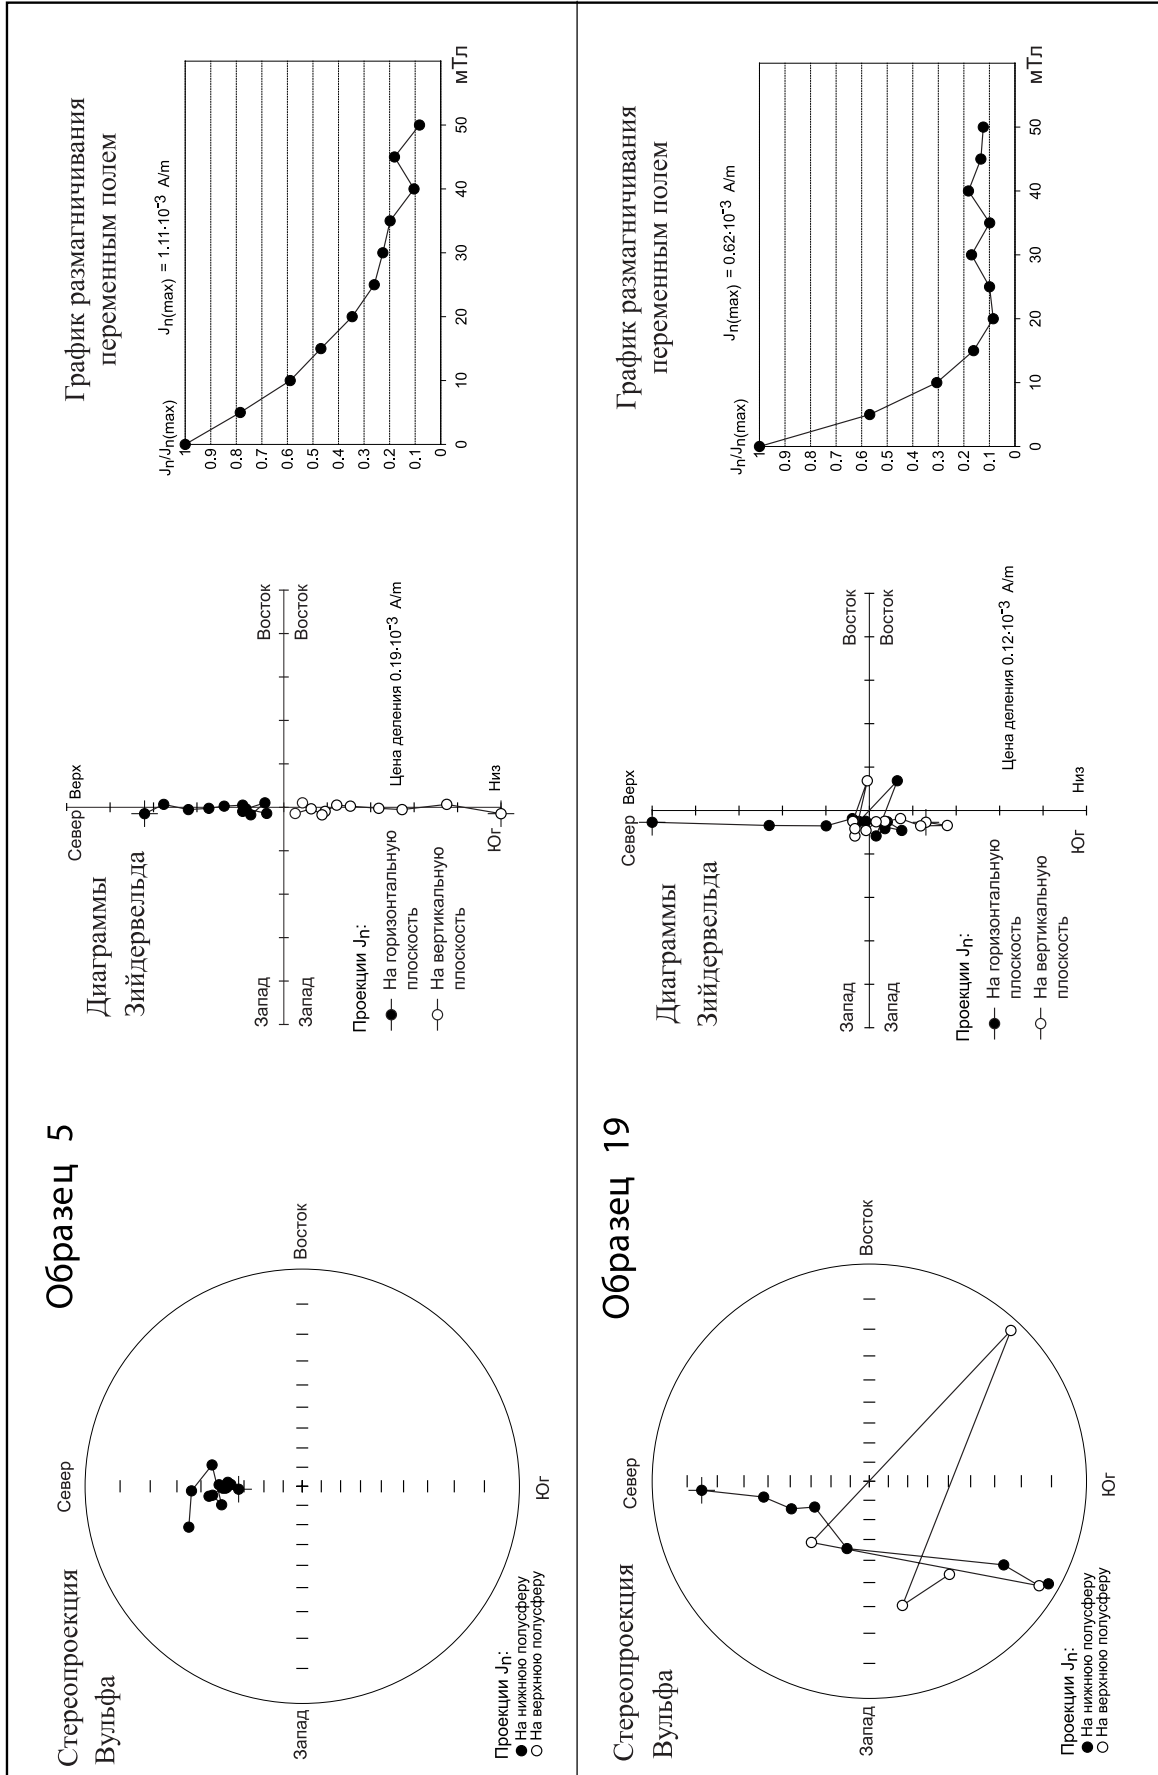 Образец 5
Стереопроекция
Вульфа
Север
Восток
Юг
Запад
Проекции Jn:
На нижнюю полусферу
На верхнюю полусферу
Диаграммы
Зийдервельда
Север Верх
Запад Восток
Запад Восток
Юг Низ
Проекции Jn:
На горизонтальную
плоскость
На вертикальную
плоскость
Цена деления 0.19·10⁻³ А/m
График размагничивания
переменным полем
Jn/Jn(max)
Jn(max) = 1.11·10⁻³ А/m
1
0.9
0.8
0.7
0.6
0.5
0.4
0.3
0.2
0.1
0
0 10 20 30 40 50 мТл
Образец 19
Стереопроекция
Вульфа
Север
Восток
Юг
Запад
Проекции Jn:
На нижнюю полусферу
На верхнюю полусферу
Диаграммы
Зийдервельда
Север Верх
Запад Восток
Запад Восток
Юг Низ
Проекции Jn:
На горизонтальную
плоскость
На вертикальную
плоскость
Цена деления 0.12·10⁻³ А/m
График размагничивания
переменным полем
Jn/Jn(max)
Jn(max) = 0.62·10⁻³ А/m
1
0.9
0.8
0.7
0.6
0.5
0.4
0.3
0.2
0.1
0
0 10 20 30 40 50 мТл